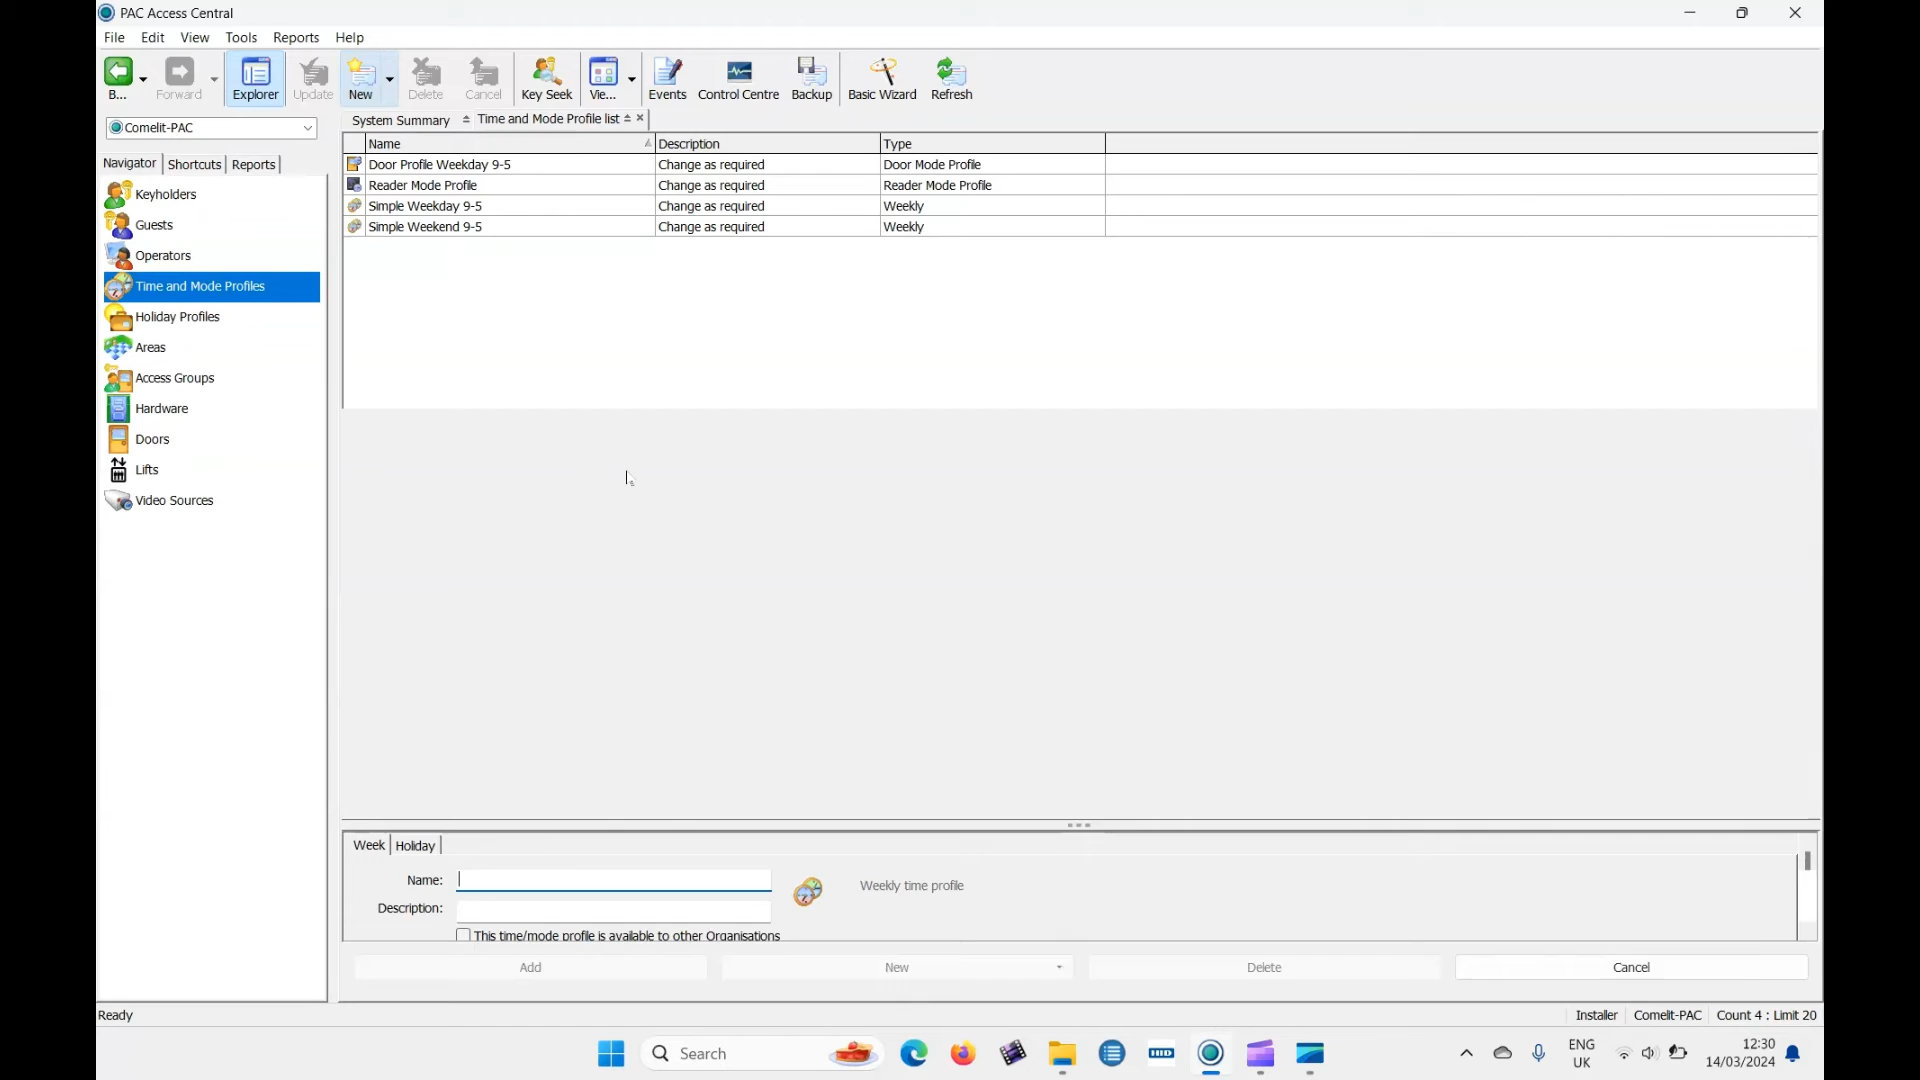 PAC Access Central
File Edit View Tools Reports Help
B... Forward Explorer Update New Delete Cancel Key Seek Vie... Events Control Centre Backup Basic Wizard Refresh
Comelit-PAC
System Summary Time and Mode Profile list
Navigator Shortcuts Reports
Name Description Type
Door Profile Weekday 9-5 Change as required Door Mode Profile
Reader Mode Profile Change as required Reader Mode Profile
Simple Weekday 9-5 Change as required Weekly
Simple Weekend 9-5 Change as required Weekly
Keyholders
Guests
Operators
Time and Mode Profiles
Holiday Profiles
Areas
Access Groups
Hardware
Doors
Lifts
Video Sources
Week Holiday
Name:
Weekly time profile
Description:
This time/mode profile is available to other Organisations
Add New Delete Cancel
Ready Installer Comelit-PAC Count 4 : Limit 20
Search HID ENG 12:30
UK 14/03/2024